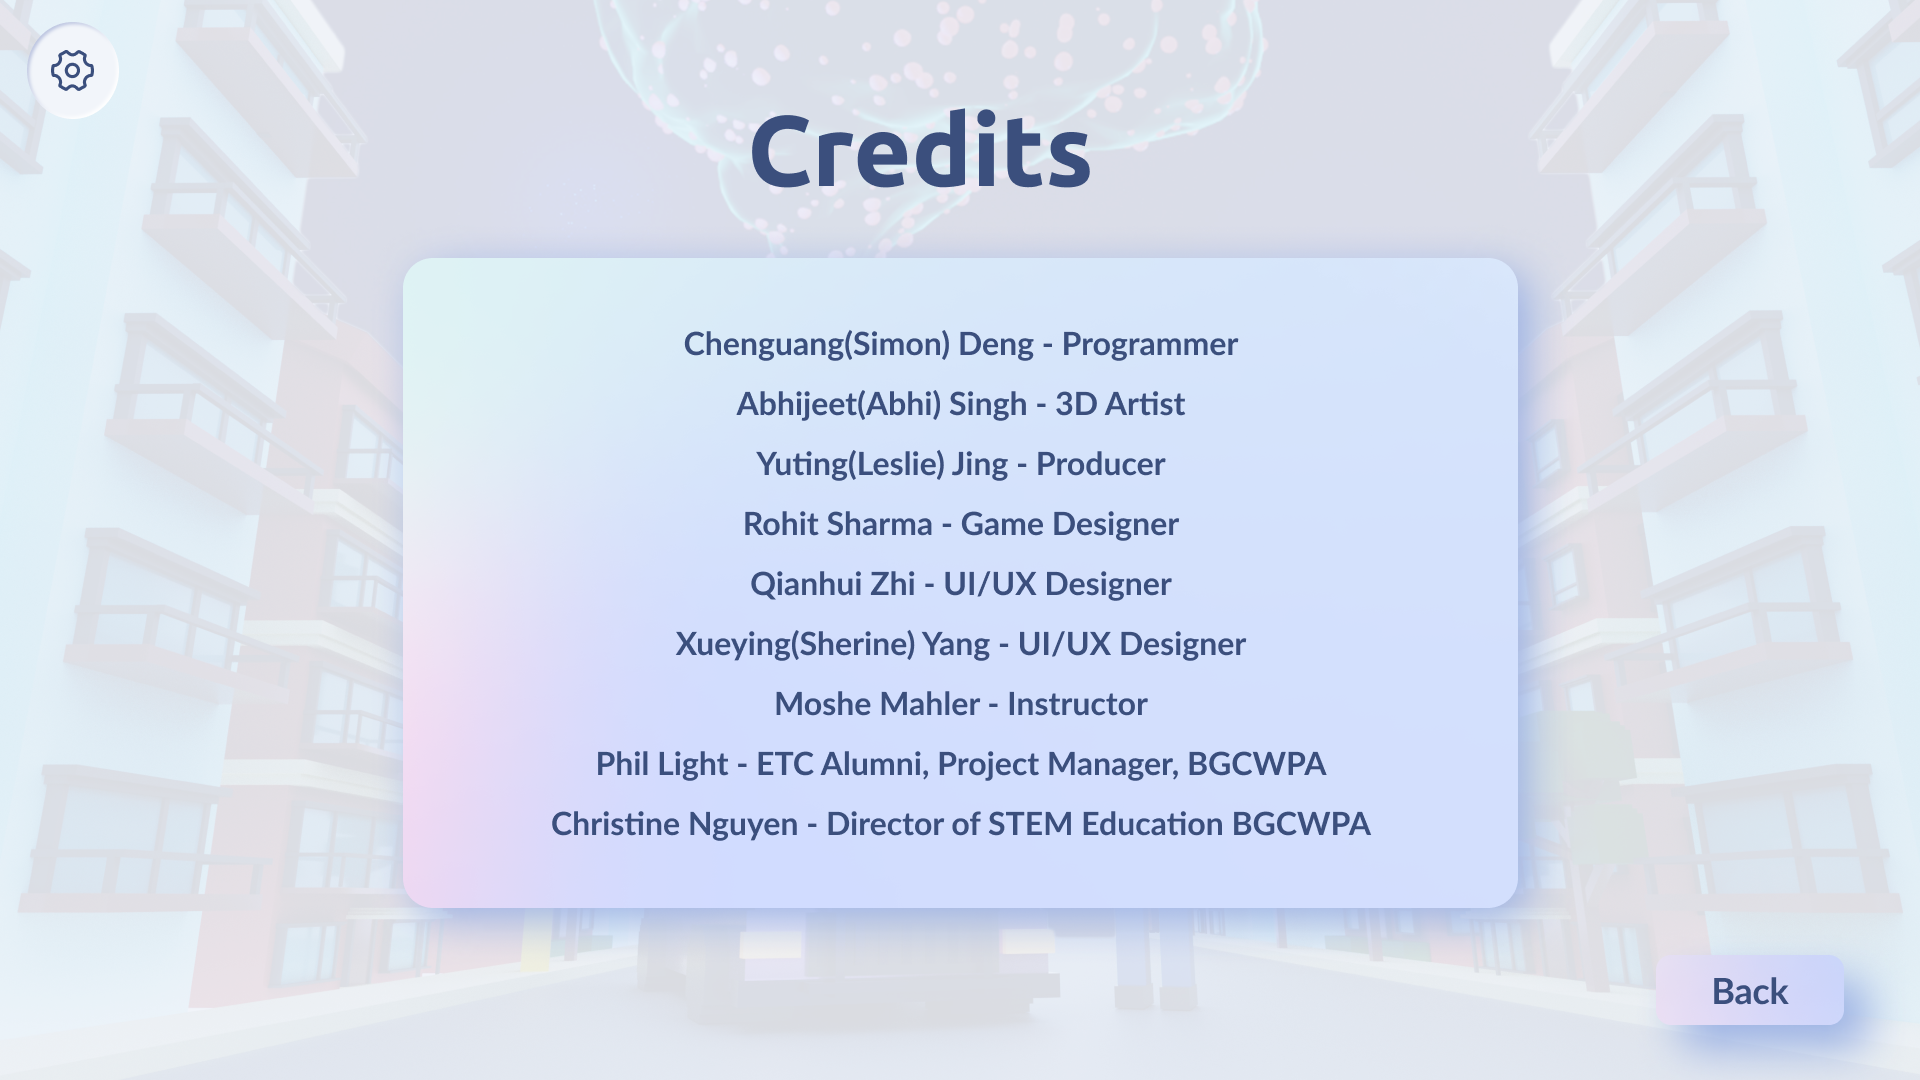 Credits
Chenguang(Simon) Deng - Programmer
Abhijeet(Abhi) Singh - 3D Artist
Yuting(Leslie) Jing - Producer
Rohit Sharma - Game Designer
Qianhui Zhi - UI/UX Designer
Xueying(Sherine) Yang - UI/UX Designer
Moshe Mahler - Instructor
Phil Light - ETC Alumni, Project Manager, BGCWPA
Christine Nguyen - Director of STEM Education BGCWPA
Back